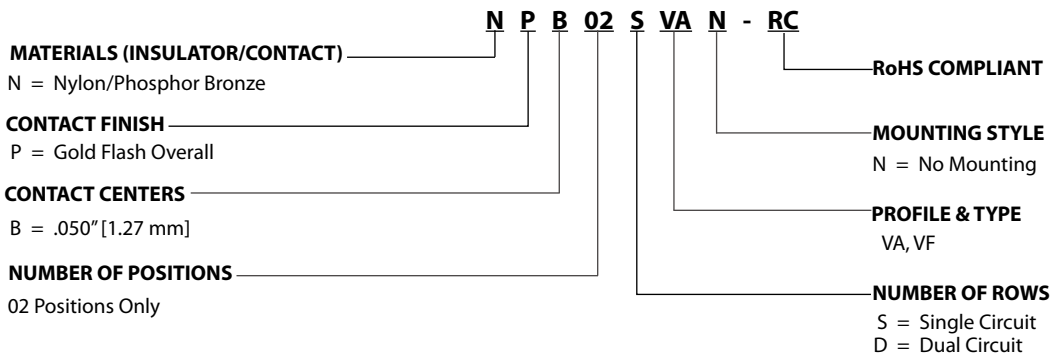 N P B 02 S VA N - RC
MATERIALS (INSULATOR/CONTACT)
N = Nylon/Phosphor Bronze
CONTACT FINISH
P = Gold Flash Overall
CONTACT CENTERS
B = .050” [1.27 mm]
NUMBER OF POSITIONS
02 Positions Only
RoHS COMPLIANT
MOUNTING STYLE
N = No Mounting
PROFILE & TYPE
VA, VF
NUMBER OF ROWS
S = Single Circuit
D = Dual Circuit